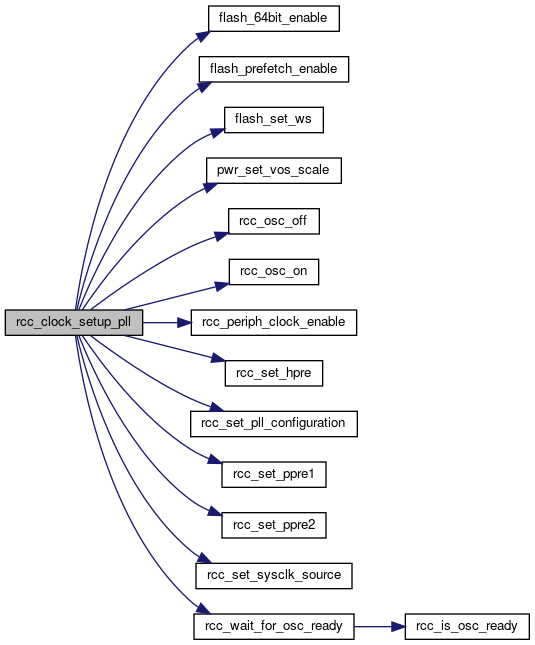 flash_64bit_enable
flash_prefetch_enable
flash_set_ws
pwr_set_vos_scale
rcc_osc_off
rcc_osc_on
rcc_clock_setup_pll
rcc_periph_clock_enable
rcc_set_hpre
rcc_set_pll_configuration
rcc_set_ppre1
rcc_set_ppre2
rcc_set_sysclk_source
rcc_wait_for_osc_ready
rcc_is_osc_ready